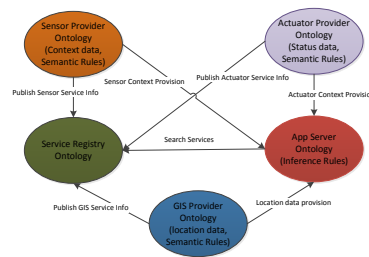 Sensor Provider
Ontology
(Context data,
Semantic Rules)
Actuator Provider
Ontology
(Status data,
Semantic Rules)
Sensor Context Provision
Publish Actuator Service Info
Publish Sensor Service Info
Actuator Context Provisi
Service Registry
Ontology
Search Services
App Server
Ontology
(Inference Rules)
Publish GIS Service Info
Location data provision
GIS Provider
Ontology
(location data,
Semantic Rules)